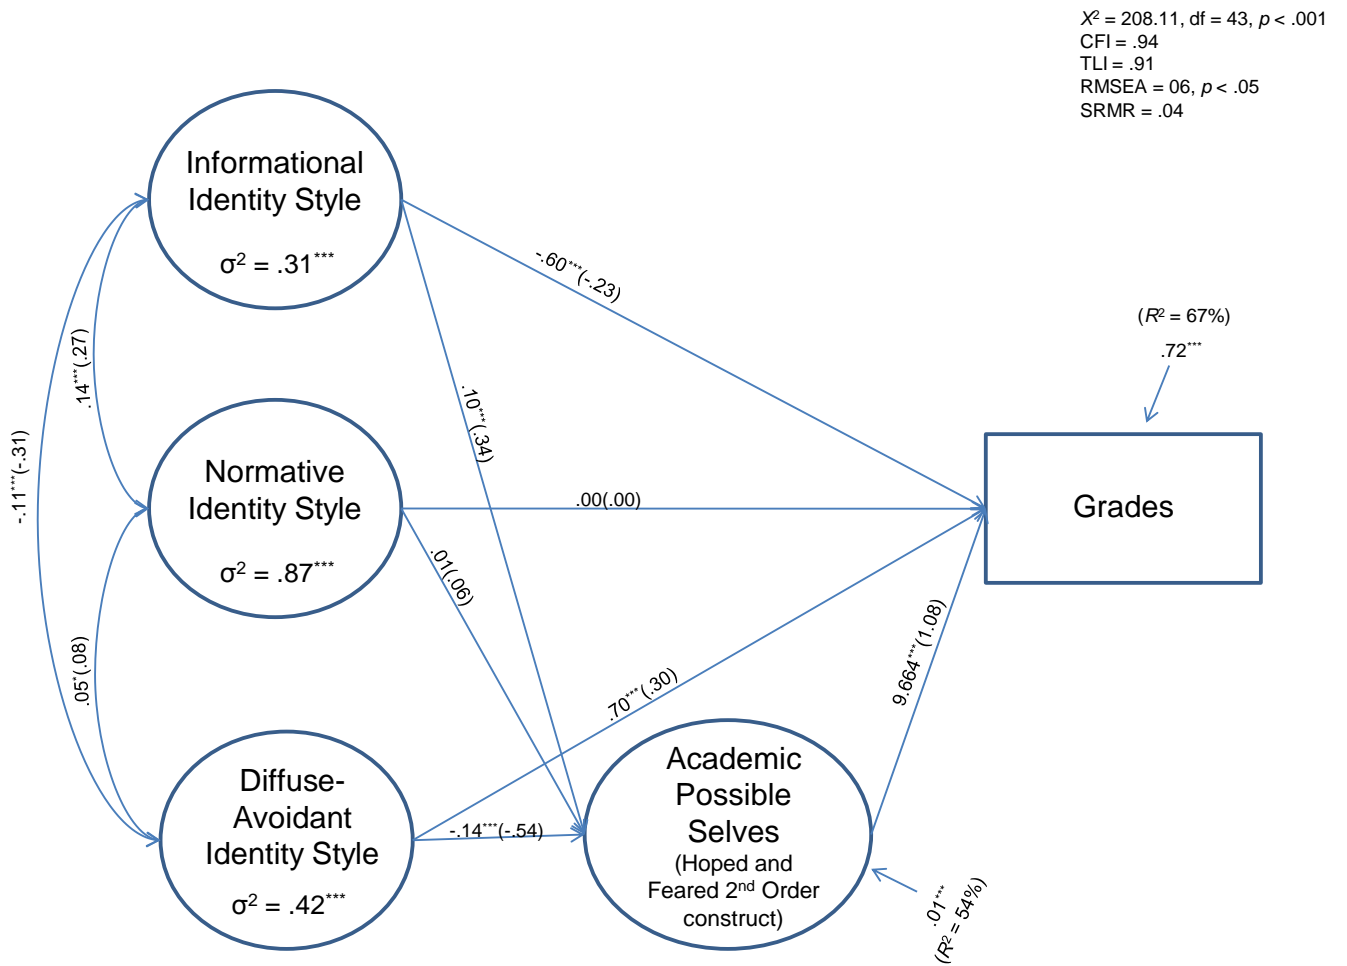 X² = 208.11, df = 43, p < .001
CFI = .94
TLI = .91
RMSEA = 06, p < .05
SRMR = .04
Informational
Identity Style
σ² = .31***
-.60***(-.23)
(R² = 67%)
.72***
.14***(.27)
.10***(.34)
-.11***(-.31)
Normative
Identity Style
σ² = .87***
.00(.00)
Grades
.01(.06)
.05*(.08)
.70***(.30)
9.664***(1.08)
Diffuse-
Avoidant
Identity Style
σ² = .42***
-.14***(-.54)
Academic
Possible
Selves
(Hoped and
Feared 2nd Order
construct)
.01***
(R² = 54%)